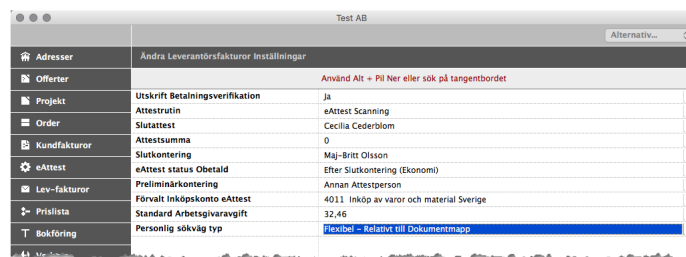 Test AB
Alternativ...
Adresser
Ändra Leverantörsfakturor Inställningar
Offerter
Använd Alt + Pil Ner eller sök på tangentbordet
Projekt
Utskrift Betalningsverifikation Ja
Attestrutin eAttest Scanning
Order
Slutattest Cecilia Cederblom
Attestsumma 0
Kundfakturor
Slutkontering Maj-Britt Olsson
eAttest
eAttest status Obetald Efter Slutkontering (Ekonomi)
Preliminärkontering Annan Attestperson
Lev-fakturor
Förvalt Inköpskonto eAttest 4011 Inköp av varor och material Sverige
Prislista
Standard Arbetsgivaravgift 32,46
Personlig sökväg typ Flexibel – Relativt till Dokumentmapp
Bokföring